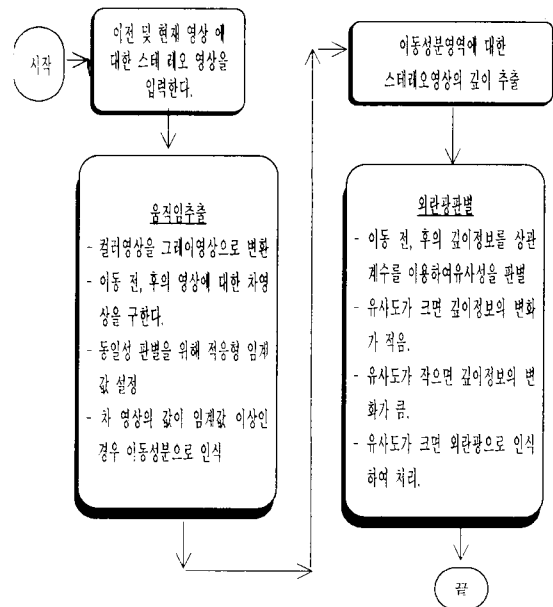 시작
이전 및 현재 영상 에
대한 스테 레오 영상을
입력한다.
움직임추출
- 컬러영상을 그레이영상으로 변환
- 이동 전, 후의 영상에 대한 차영
상을 구한다.
- 동일성 판별을 위해 적응형 임계
값 설정
- 차 영상의 값이 임계값 이상인
경우 이동성분으로 인식
이동성분영역에 대한
스테레오영상의 깊이 추출
외란광판별
- 이동 전, 후의 깊이정보를 상관
계수를 이용하여유사성을 판별
- 유사도가 크면 깊이정보의 변화
가 적음.
- 유사도가 작으면 깊이정보의 변
화가 큼.
- 유사도가 크면 외란광으로 인식
하여 처리.
끝